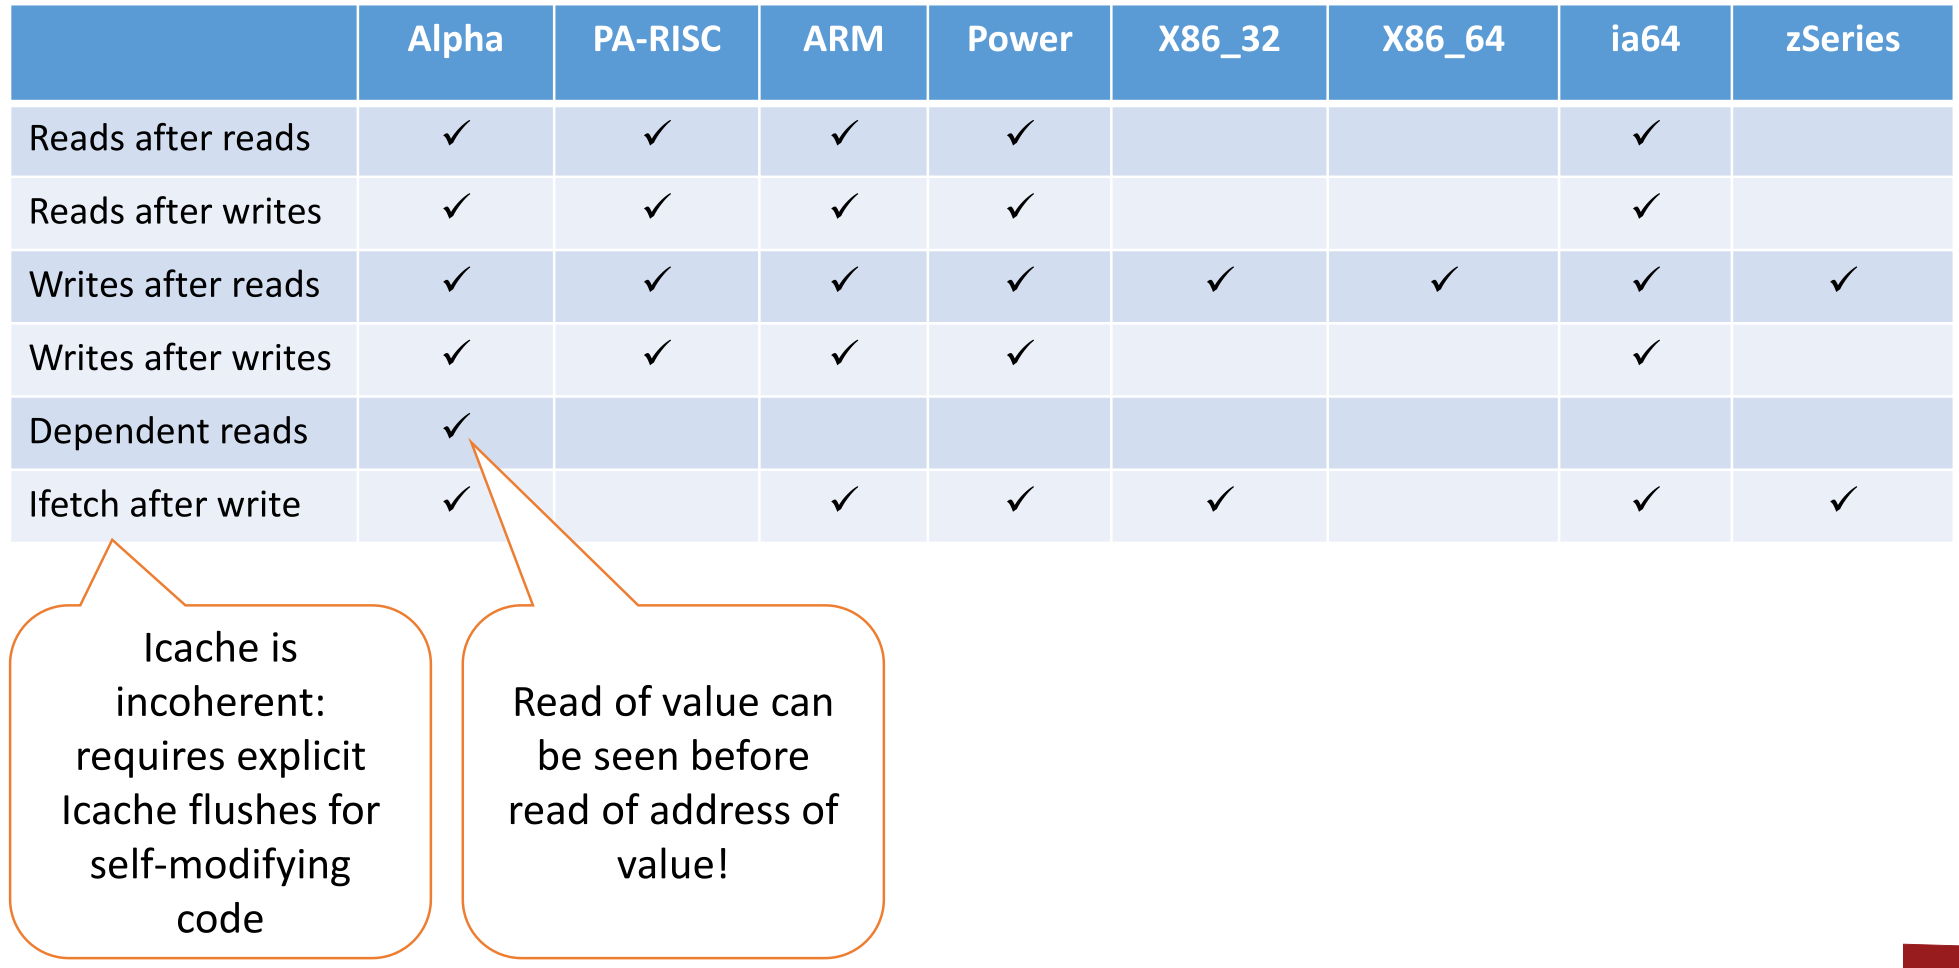 Alpha PA-RISC ARM Power X86_32 X86_64 ia64 zSeries
Reads after reads ✓ ✓ ✓ ✓ ✓
Reads after writes ✓ ✓ ✓ ✓ ✓
Writes after reads ✓ ✓ ✓ ✓ ✓ ✓ ✓ ✓
Writes after writes ✓ ✓ ✓ ✓ ✓
Dependent reads ✓
Ifetch after write ✓ ✓ ✓ ✓ ✓ ✓
Icache is
incoherent:
requires explicit
Icache flushes for
self-modifying
code
Read of value can
be seen before
read of address of
value!